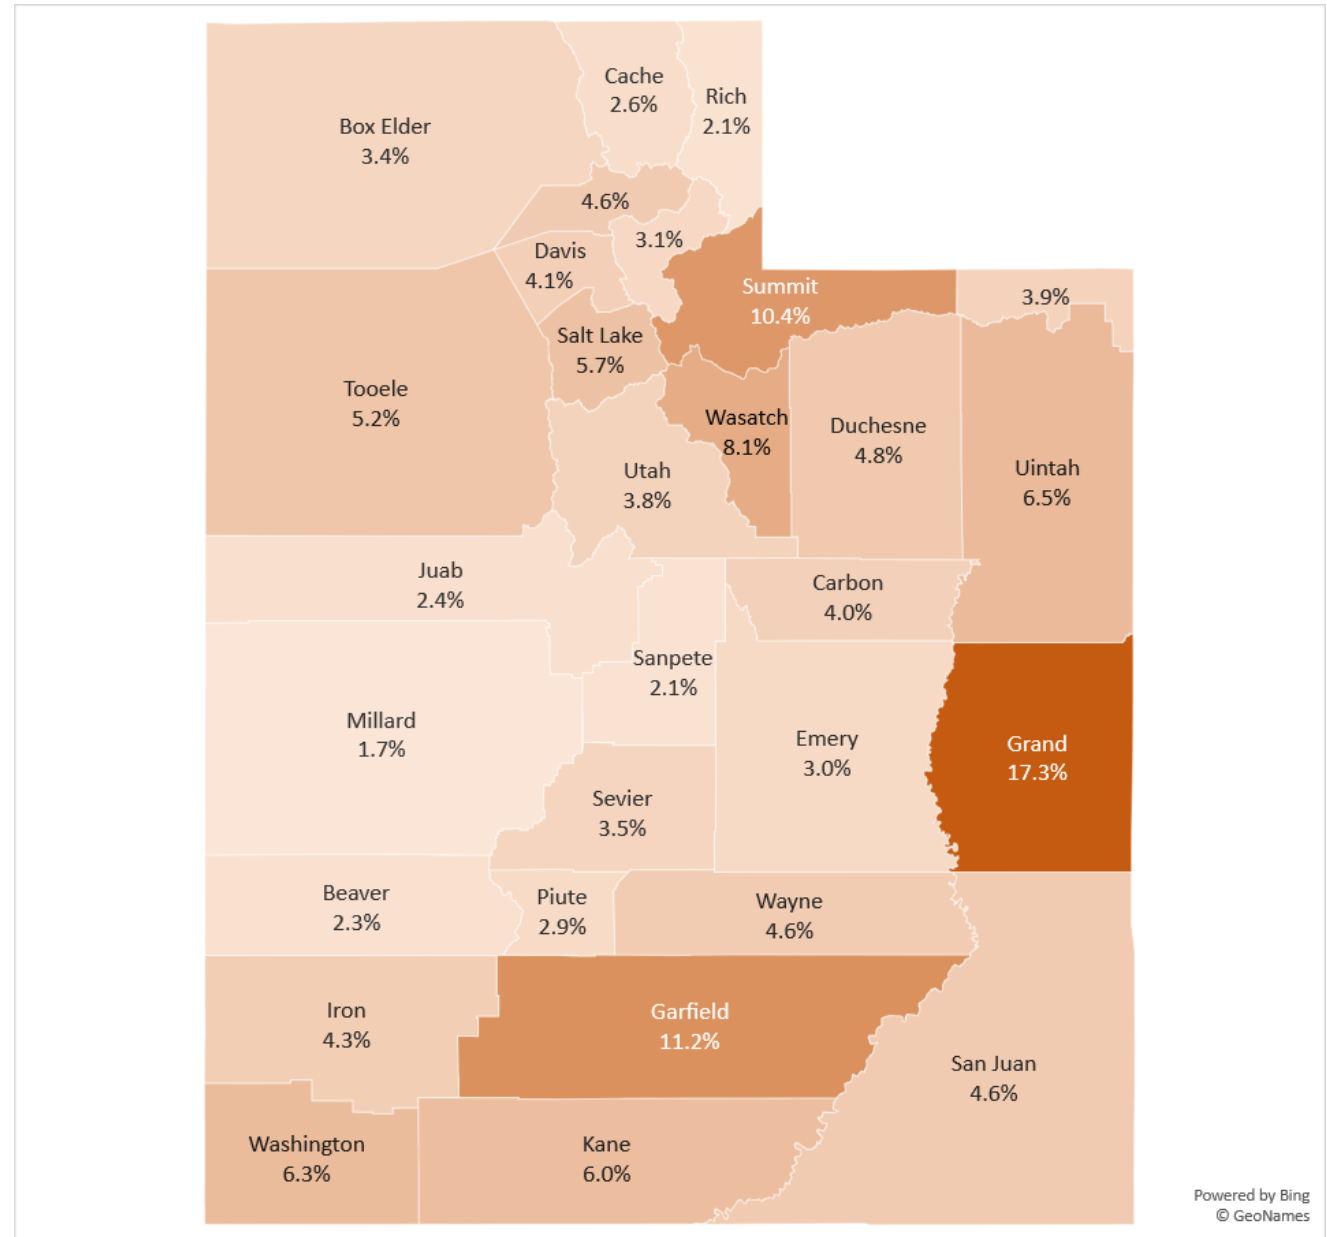 Cache
2.6%
Rich
2.1%
Box Elder
3.4%
4.6%
3.1%
Davis
4.1%
Summit
10.4%
3.9%
Salt Lake
5.7%
Tooele
5.2%
Wasatch
8.1%
Duchesne
4.8%
Uintah
6.5%
Utah
3.8%
Juab
2.4%
Carbon
4.0%
Sanpete
2.1%
Millard
1.7%
Emery
3.0%
Grand
17.3%
Sevier
3.5%
Beaver
2.3%
Piute
2.9%
Wayne
4.6%
Iron
4.3%
Garfield
11.2%
San Juan
4.6%
Washington
6.3%
Kane
6.0%
Powered by Bing
© GeoNames